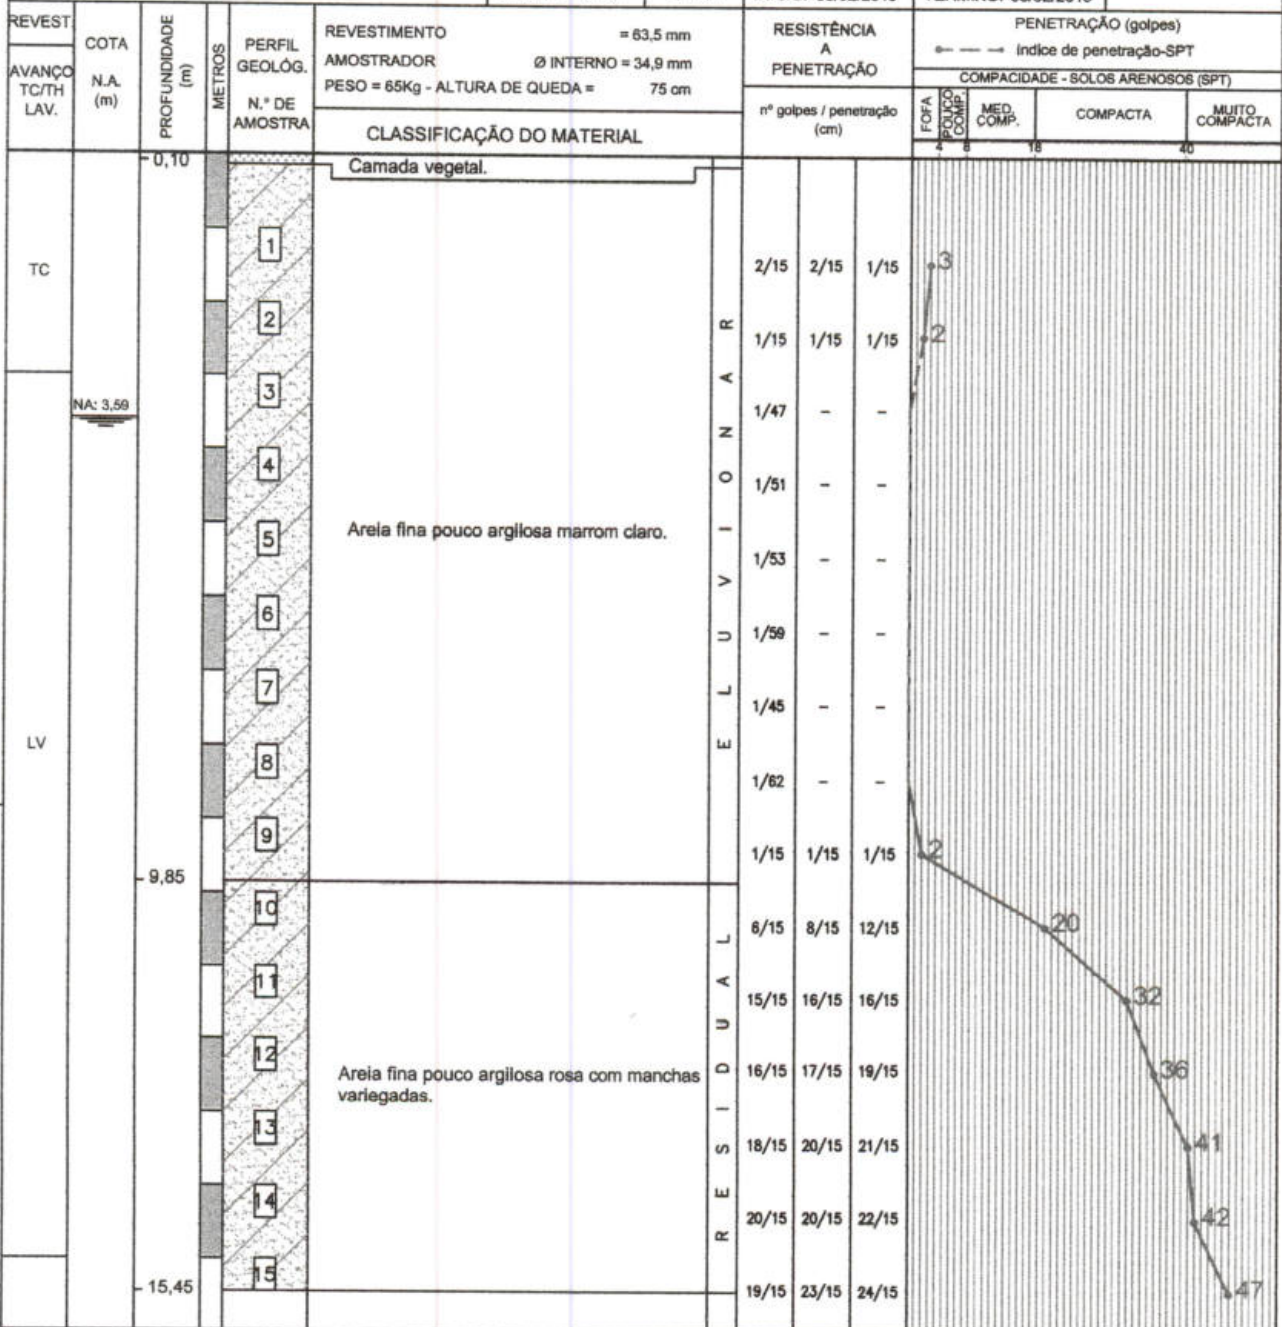 REVEST.
AVANÇO
TC/TH
LAV.
COTA
N.A.
(m)
PROFUNDIDADE
(m)
METROS
PERFIL
GEOLÓG.
N.° DE
AMOSTRA
REVESTIMENTO = 63,5 mm
AMOSTRADOR Ø INTERNO = 34,9 mm
PESO = 65Kg - ALTURA DE QUEDA = 75 cm
CLASSIFICAÇÃO DO MATERIAL
RESISTÊNCIA
A
PENETRAÇÃO
nº golpes / penetração
(cm)
PENETRAÇÃO (golpes)
índice de penetração-SPT
COMPACIDADE - SOLOS ARENOSOS (SPT)
FOFA
POUCO
COMP.
MED.
COMP.
COMPACTA
MUITO
COMPACTA
4 8 18 40
0,10
Camada vegetal.
TC
1
2/15 2/15 1/15 3
2
1/15 1/15 1/15 2
3
NA: 3,59
1/47 - -
4
1/51 - -
5
Areia fina pouco argilosa marrom claro.
1/53 - -
6
1/59 - -
7
1/45 - -
LV
8
1/62 - -
9
1/15 1/15 1/15 2
ELUVIONAR
9,85
10
6/15 8/15 12/15 20
11
15/15 16/15 16/15 32
12
Areia fina pouco argilosa rosa com manchas
variegadas.
16/15 17/15 19/15 36
13
18/15 20/15 21/15 41
14
20/15 20/15 22/15 42
15
15,45
19/15 23/15 24/15 47
RESIDUAL